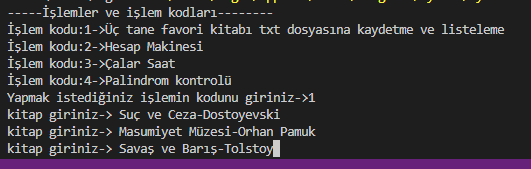 -----İşlemler ve işlem kodları--------
İşlem kodu:1->Üç tane favori kitabı txt dosyasına kaydetme ve listeleme
İşlem kodu:2->Hesap Makinesi
İşlem kodu:3->Çalar Saat
İşlem kodu:4->Palindrom kontrolü
Yapmak istediğiniz işlemin kodunu giriniz->1
kitap giriniz-> Suç ve Ceza-Dostoyevski
kitap giriniz-> Masumiyet Müzesi-Orhan Pamuk
kitap giriniz-> Savaş ve Barış-Tolstoy